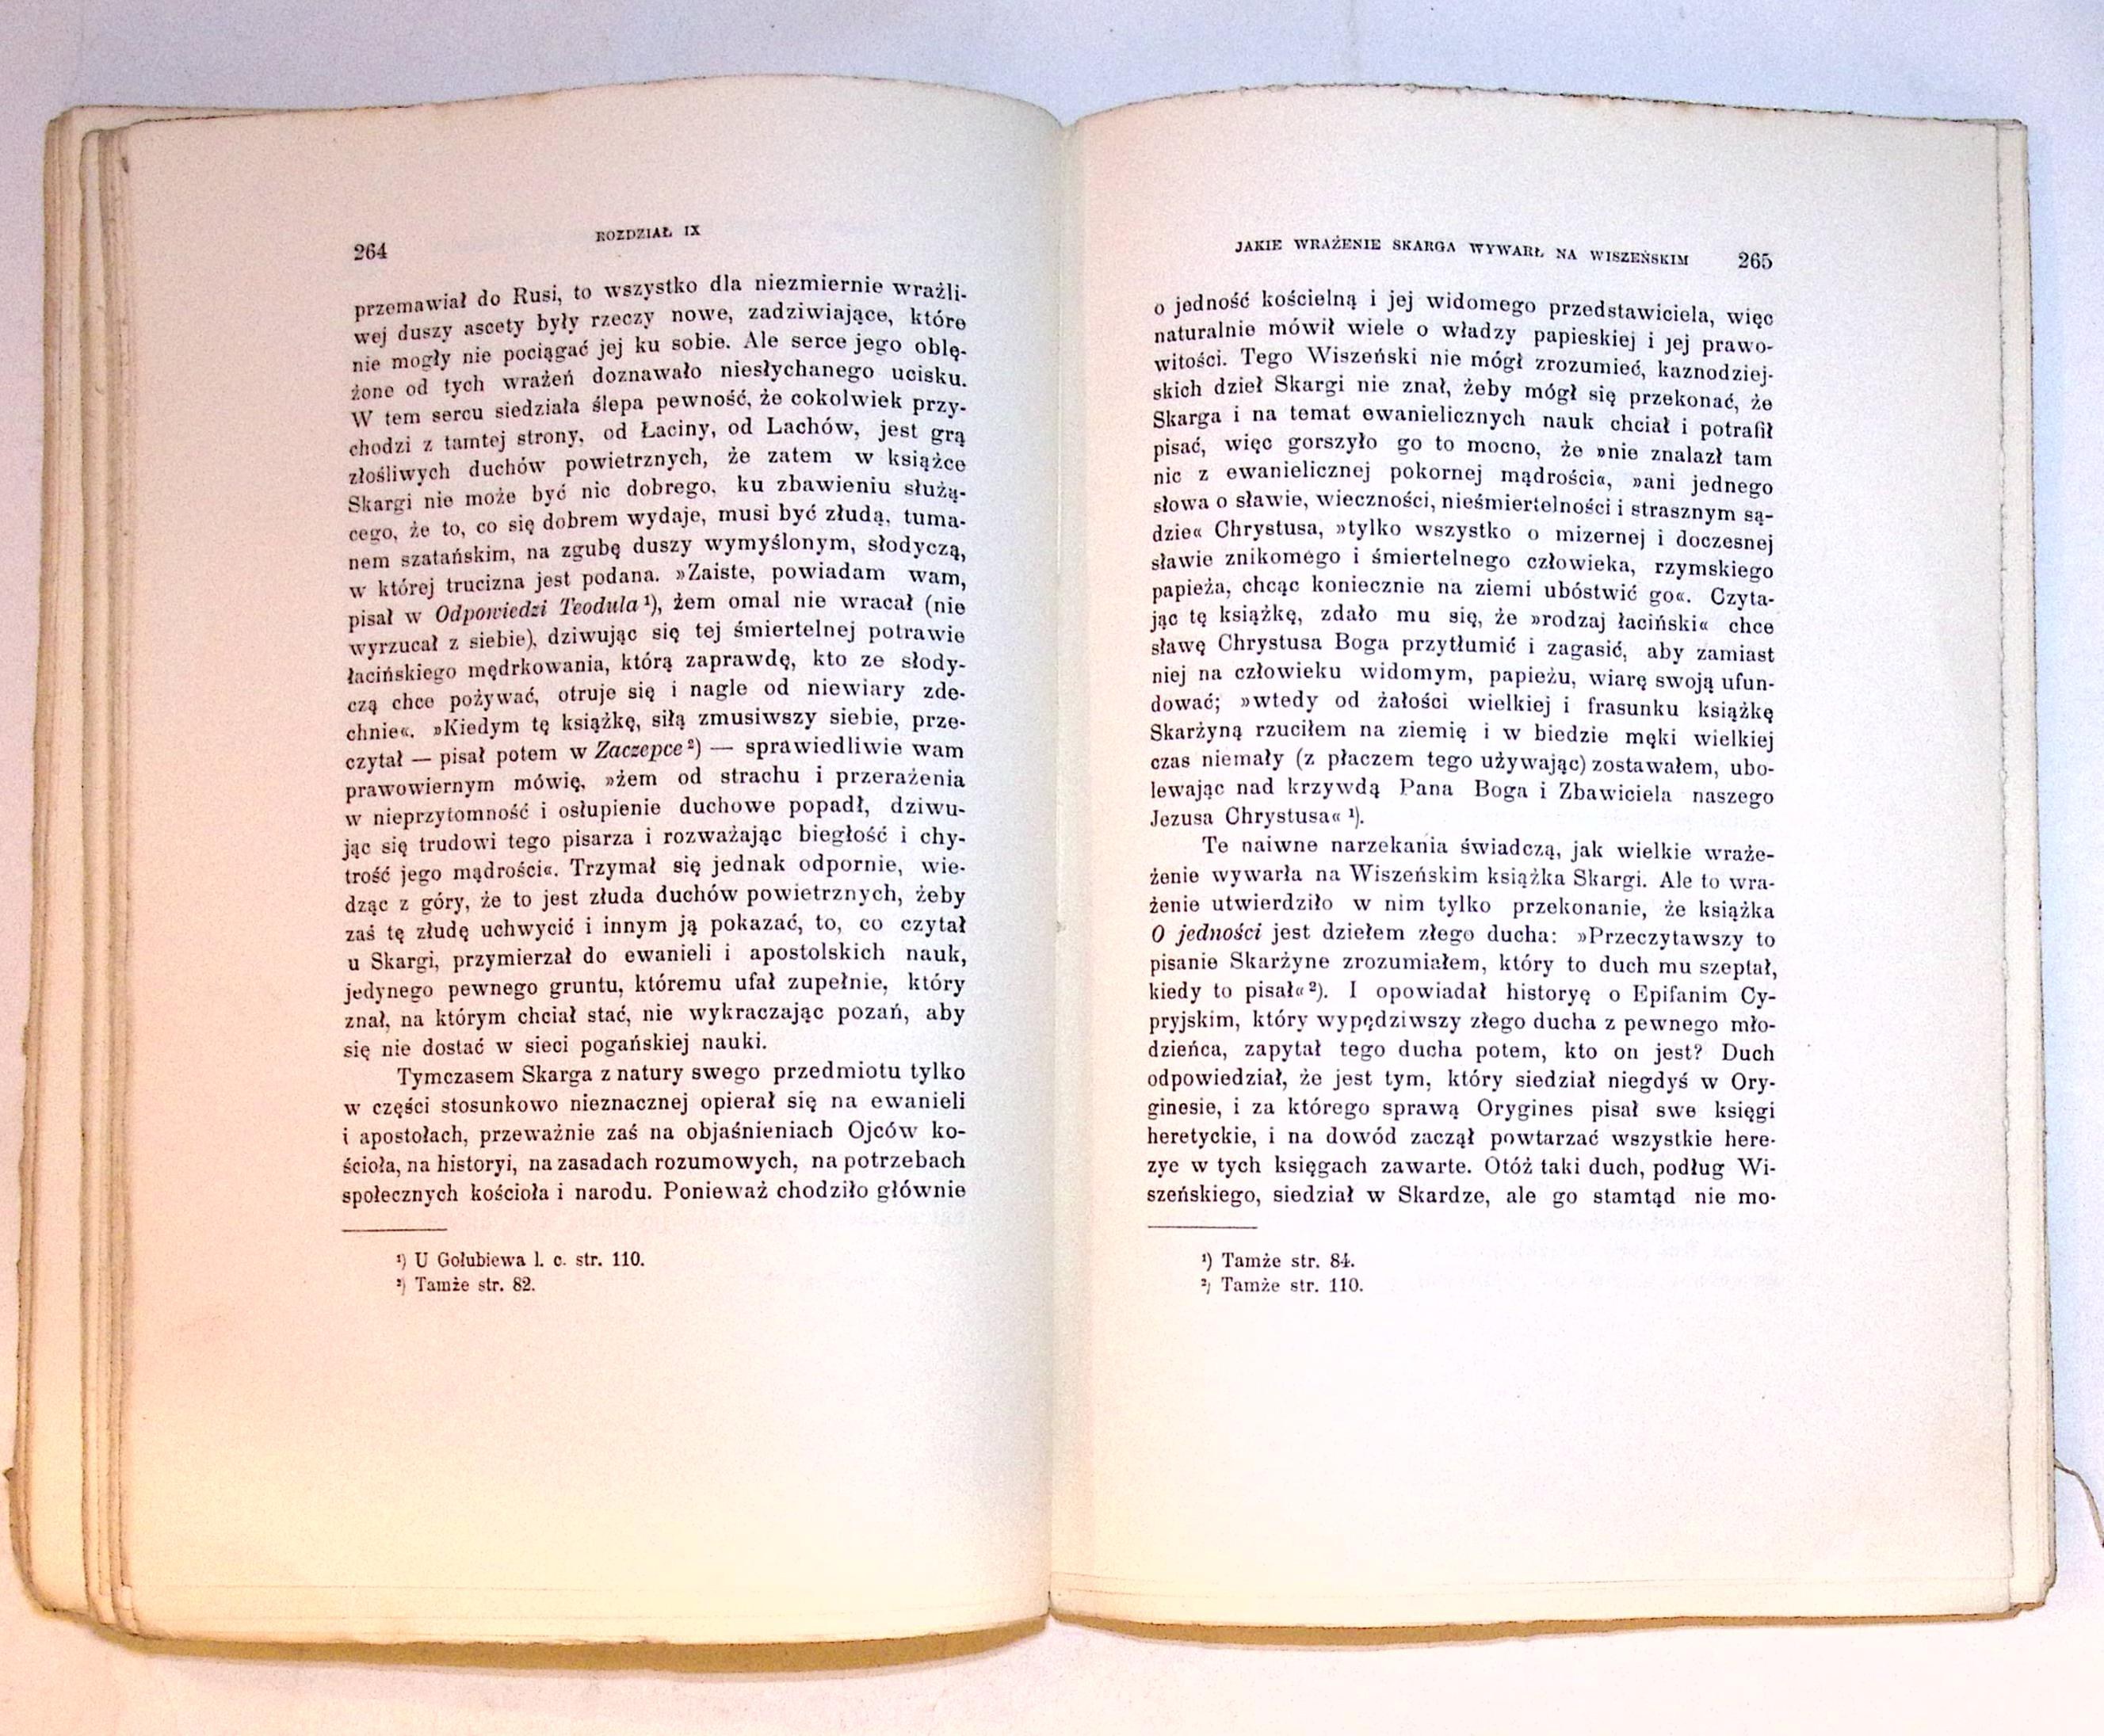 264
ROZDZIAŁ IX
przemawiał do Rusi, to wszystko dla niezmiernie wrażli-
wej duszy ascety były rzeczy nowe, zadziwiające, które
nie mogły nie pociągać jej ku sobie. Ale serce jego oblę-
żone od tych wrażeń doznawało niesłychanego ucisku.
W tem sercu siedziała ślepa pewność, że cokolwiek przy-
chodzi z tamtej strony, od Łaciny, od Lachów, jest grą
złośliwych duchów powietrznych, że zatem w książce
Skargi nie może być nic dobrego, ku zbawieniu służą-
cego, że to, co się dobrem wydaje, musi być złudą, tuma-
nem szatańskim, na zgubę duszy wymyślonym, słodyczą,
w której trucizna jest podana. »Zaiste, powiadam wam,
pisał w Odpowiedzi Teodula ¹), żem omal nie wracał (nie
wyrzucał z siebie), dziwując się tej śmiertelnej potrawie
łacińskiego mędrkowania, którą zaprawdę, kto ze słody-
czą chce pożywać, otruje się i nagle od niewiary zde-
chnie«. »Kiedym tę książkę, siłą zmusiwszy siebie, prze-
czytał — pisał potem w Zaczepce ²) — sprawiedliwie wam
prawowiernym mówię, »żem od strachu i przerażenia
w nieprzytomność i osłupienie duchowe popadł, dziwu-
jąc się trudowi tego pisarza i rozważając biegłość i chy-
trość jego mądrości«. Trzymał się jednak odpornie, wie-
dząc z góry, że to jest złuda duchów powietrznych, żeby
zaś tę złudę uchwycić i innym ją pokazać, to, co czytał
u Skargi, przymierzał do ewanieli i apostolskich nauk,
jedynego pewnego gruntu, któremu ufał zupełnie, który
znał, na którym chciał stać, nie wykraczając pozań, aby
się nie dostać w sieci pogańskiej nauki.
Tymczasem Skarga z natury swego przedmiotu tylko
w części stosunkowo nieznacznej opierał się na ewanieli
i apostołach, przeważnie zaś na objaśnieniach Ojców ko-
ścioła, na historyi, na zasadach rozumowych, na potrzebach
społecznych kościoła i narodu. Ponieważ chodziło głównie
¹) U Gołubiewa l. c. str. 110.
²) Tamże str. 82.
JAKIE WRAŻENIE SKARGA WYWARŁ NA WISZEŃSKIM
265
o jedność kościelną i jej widomego przedstawiciela, więc
naturalnie mówił wiele o władzy papieskiej i jej prawo-
witości. Tego Wiszeński nie mógł zrozumieć, kaznodziej-
skich dzieł Skargi nie znał, żeby mógł się przekonać, że
Skarga i na temat ewanielicznych nauk chciał i potrafił
pisać, więc gorszyło go to mocno, że »nie znalazł tam
nic z ewanielicznej pokornej mądrości«, »ani jednego
słowa o sławie, wieczności, nieśmiertelności i strasznym są-
dzie« Chrystusa, »tylko wszystko o mizernej i doczesnej
sławie znikomego i śmiertelnego człowieka, rzymskiego
papieża, chcąc koniecznie na ziemi ubóstwić go«. Czyta-
jąc tę książkę, zdało mu się, że »rodzaj łaciński« chce
sławę Chrystusa Boga przytłumić i zagasić, aby zamiast
niej na człowieku widomym, papieżu, wiarę swoją ufun-
dować; »wtedy od żałości wielkiej i frasunku książkę
Skarżyną rzuciłem na ziemię i w biedzie męki wielkiej
czas niemały (z płaczem tego używając) zostawałem, ubo-
lewając nad krzywdą Pana Boga i Zbawiciela naszego
Jezusa Chrystusa« ¹).
Te naiwne narzekania świadczą, jak wielkie wraże-
żenie wywarła na Wiszeńskim książka Skargi. Ale to wra-
żenie utwierdziło w nim tylko przekonanie, że książka
O jedności jest dziełem złego ducha: »Przeczytawszy to
pisanie Skarżyne zrozumiałem, który to duch mu szeptał,
kiedy to pisał« ²). I opowiadał historyę o Epifanim Cy-
pryjskim, który wypędziwszy złego ducha z pewnego mło-
dzieńca, zapytał tego ducha potem, kto on jest? Duch
odpowiedział, że jest tym, który siedział niegdyś w Ory-
ginesie, i za którego sprawą Orygines pisał swe księgi
heretyckie, i na dowód zaczął powtarzać wszystkie here-
zye w tych księgach zawarte. Otóż taki duch, podług Wi-
szeńskiego, siedział w Skardze, ale go stamtąd nie mo-
¹) Tamże str. 84.
²) Tamże str. 110.